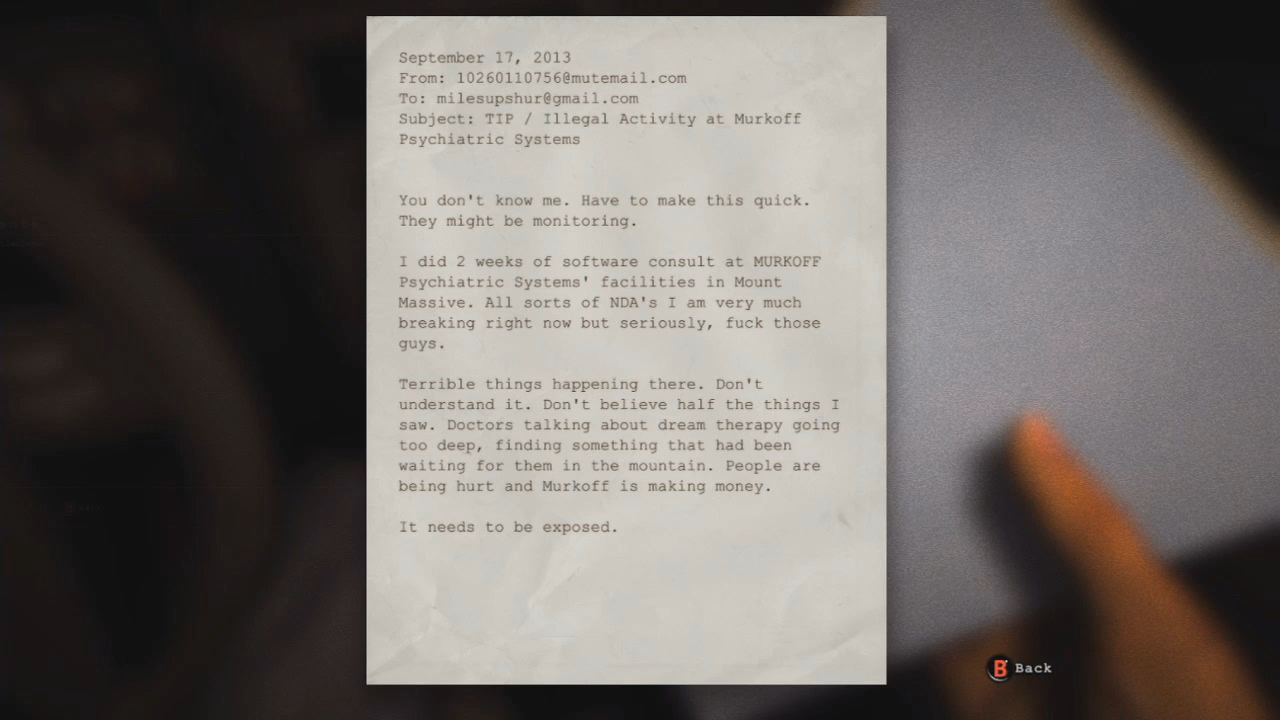 September 17, 2013
From: 10260110756@mutemail.com
To: milesupshur@gmail.com
Subject: TIP / Illegal Activity at Murkoff
Psychiatric Systems
You don't know me. Have to make this quick.
They might be monitoring.
I did 2 weeks of software consult at MURKOFF
Psychiatric Systems' facilities in Mount
Massive. All sorts of NDA's I am very much
breaking right now but seriously, fuck those
guys.
Terrible things happening there. Don't
understand it. Don't believe half the things I
saw. Doctors talking about dream therapy going
too deep, finding something that had been
waiting for them in the mountain. People are
being hurt and Murkoff is making money.
It needs to be exposed.
B Back